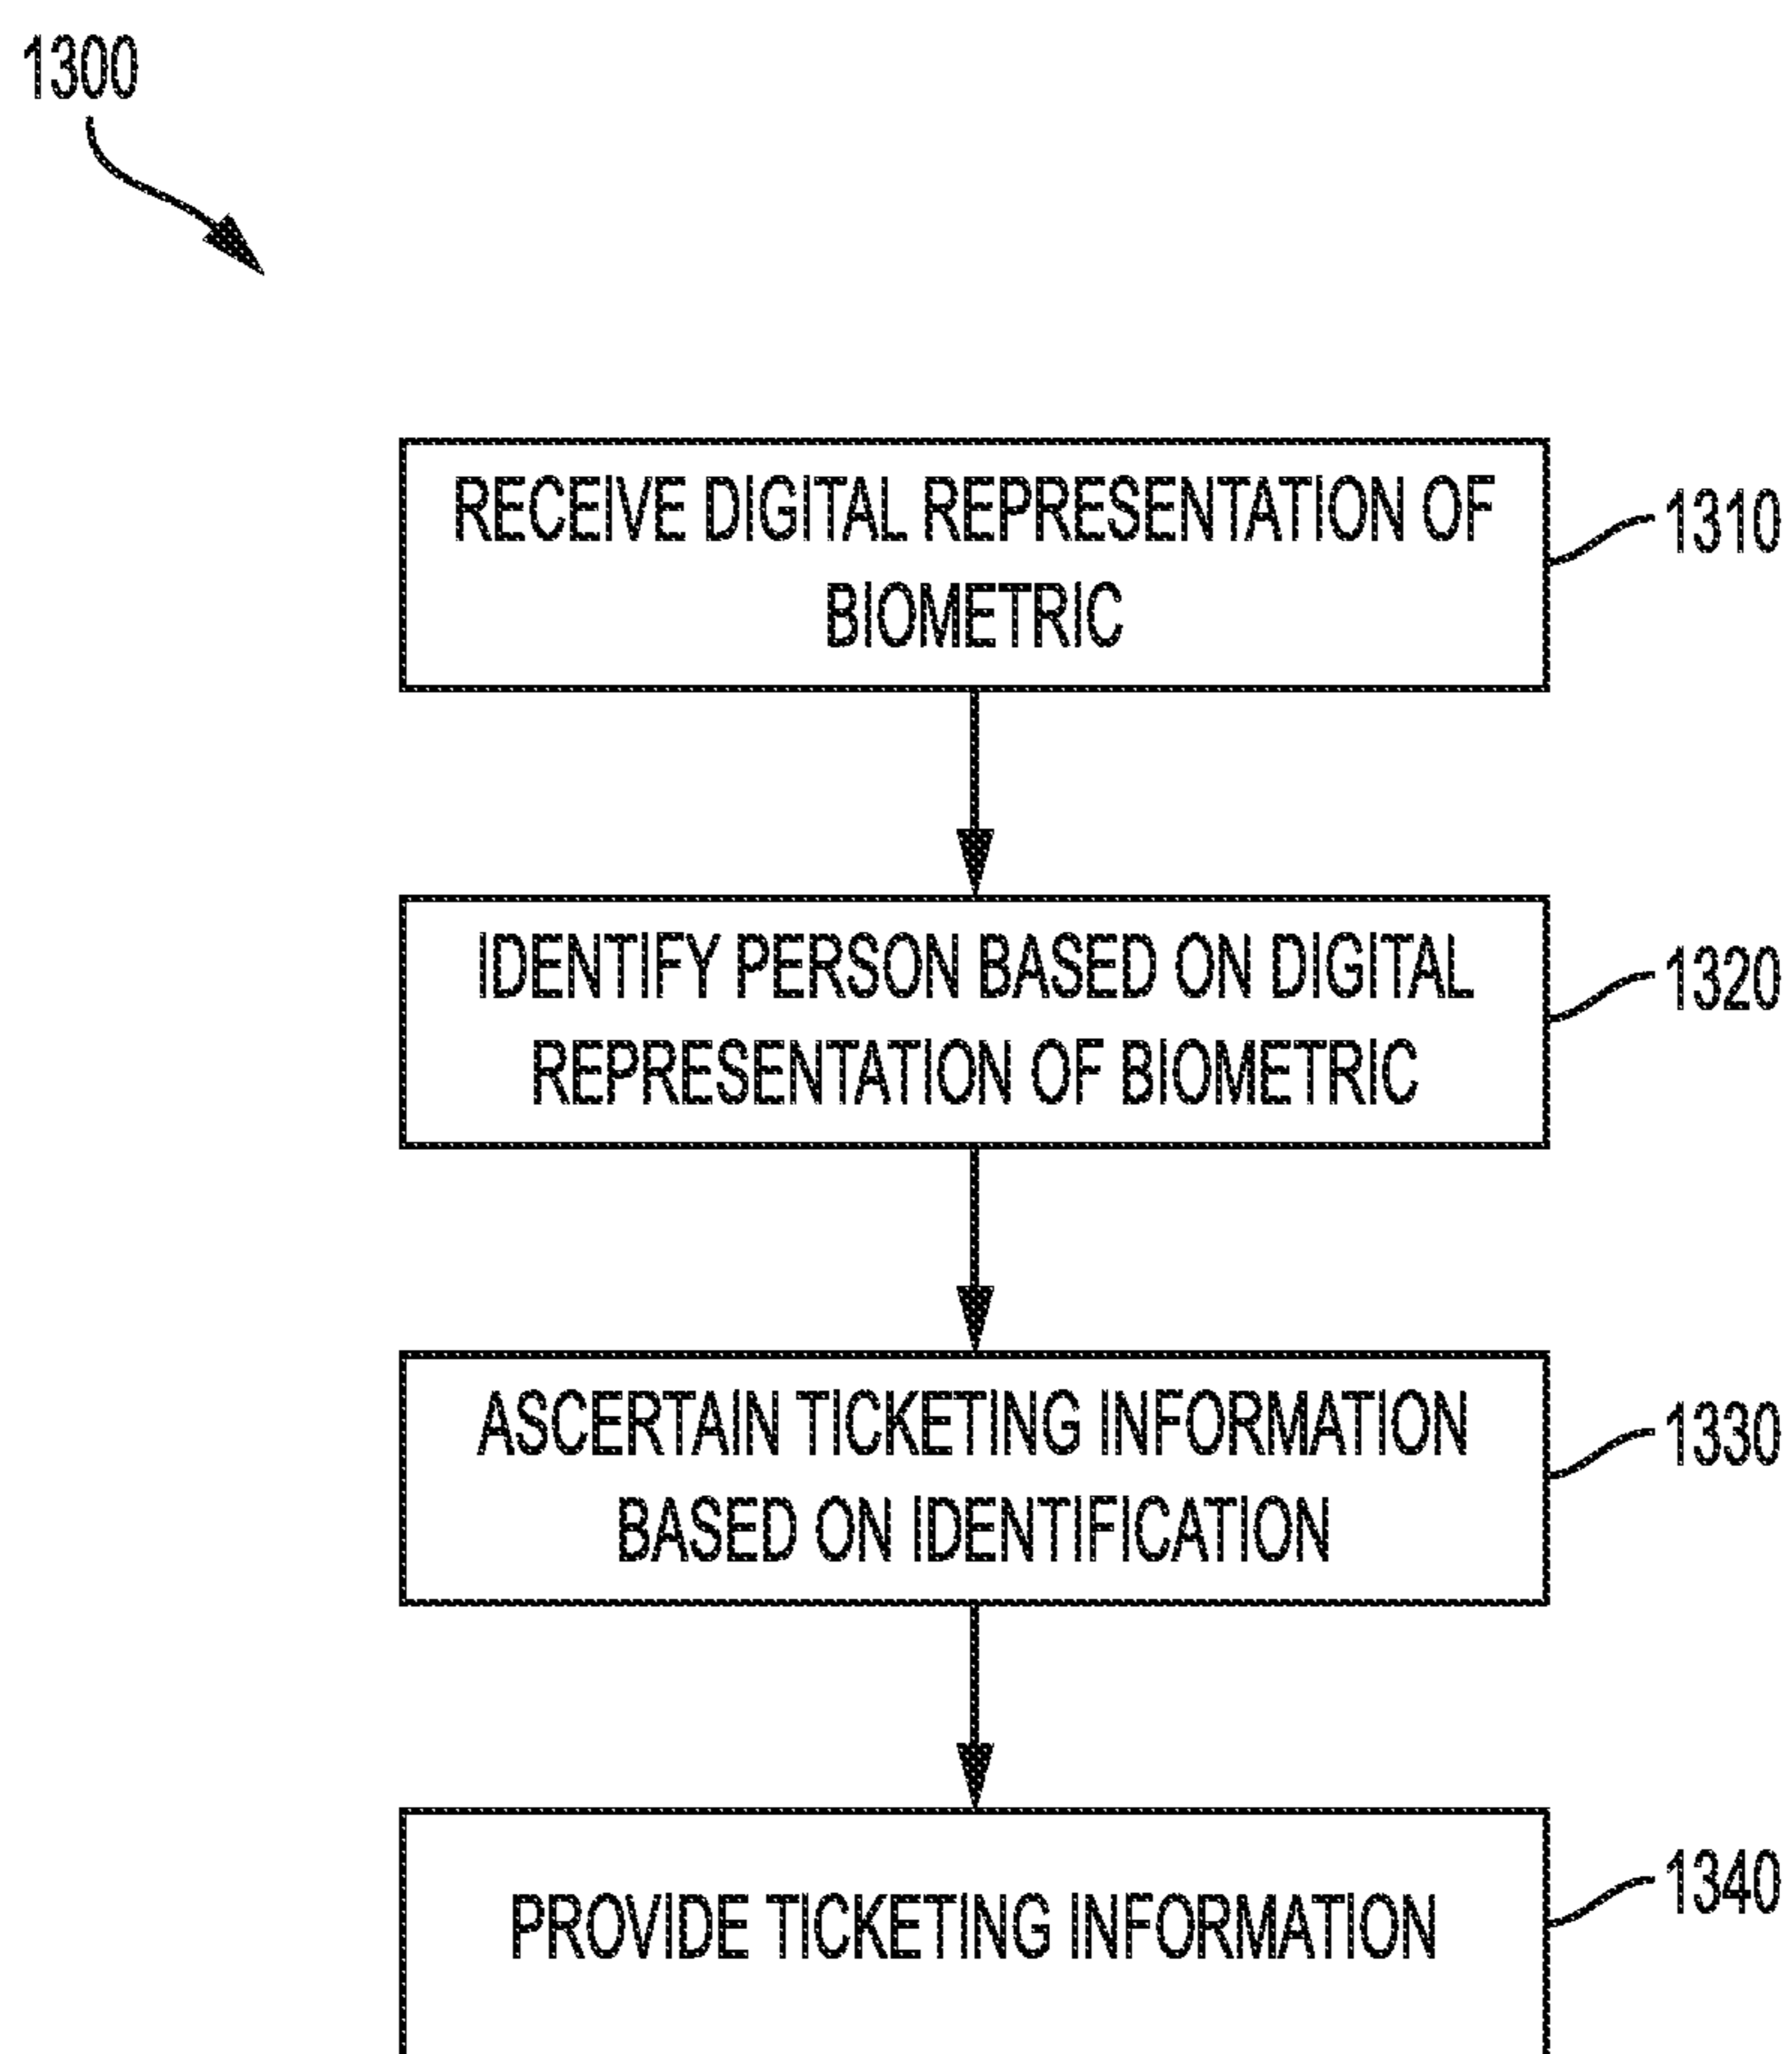 1300
RECEIVE DIGITAL REPRESENTATION OF
BIOMETRIC
1310
IDENTIFY PERSON BASED ON DIGITAL
REPRESENTATION OF BIOMETRIC
1320
ASCERTAIN TICKETING INFORMATION
BASED ON IDENTIFICATION
1330
PROVIDE TICKETING INFORMATION
1340